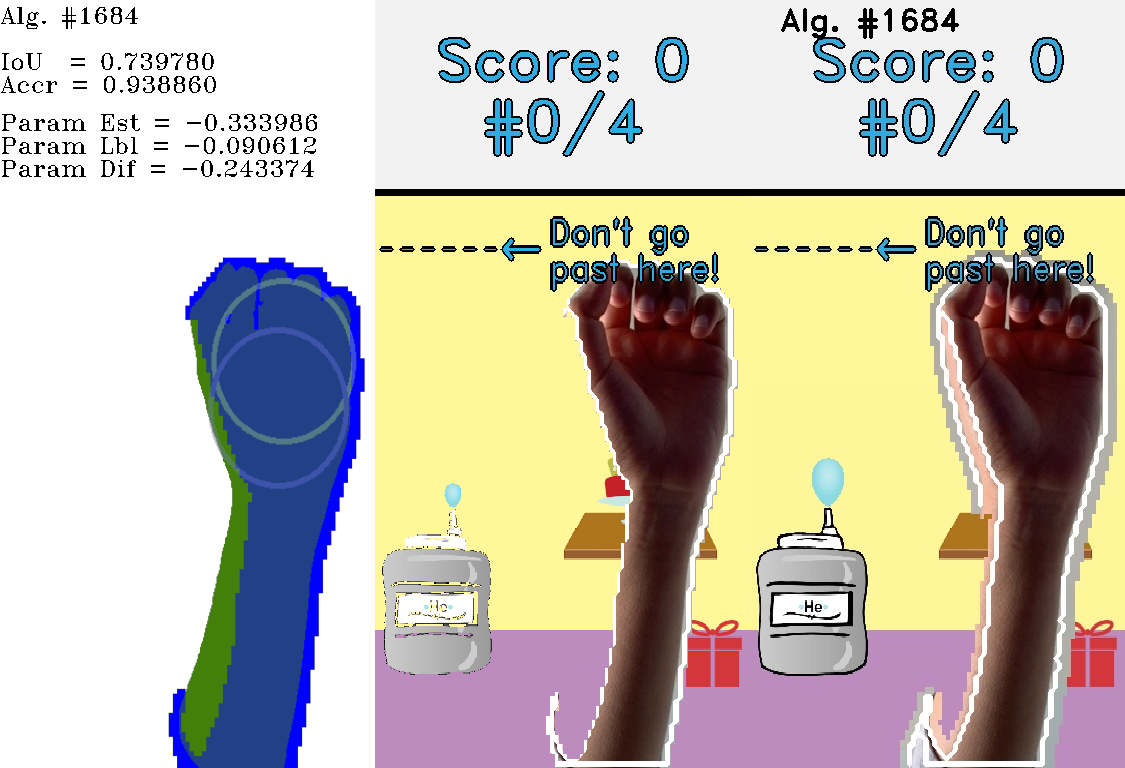 Alg. #1684
IoU = 0.739780
Accr = 0.938860
Param Est = −0.333986
Param Lbl = −0.090612
Param Dif = −0.243374
Score: 0
#0/4
Don't go
past here!
He
Alg. #1684
Score: 0
#0/4
Don't go
past here!
He